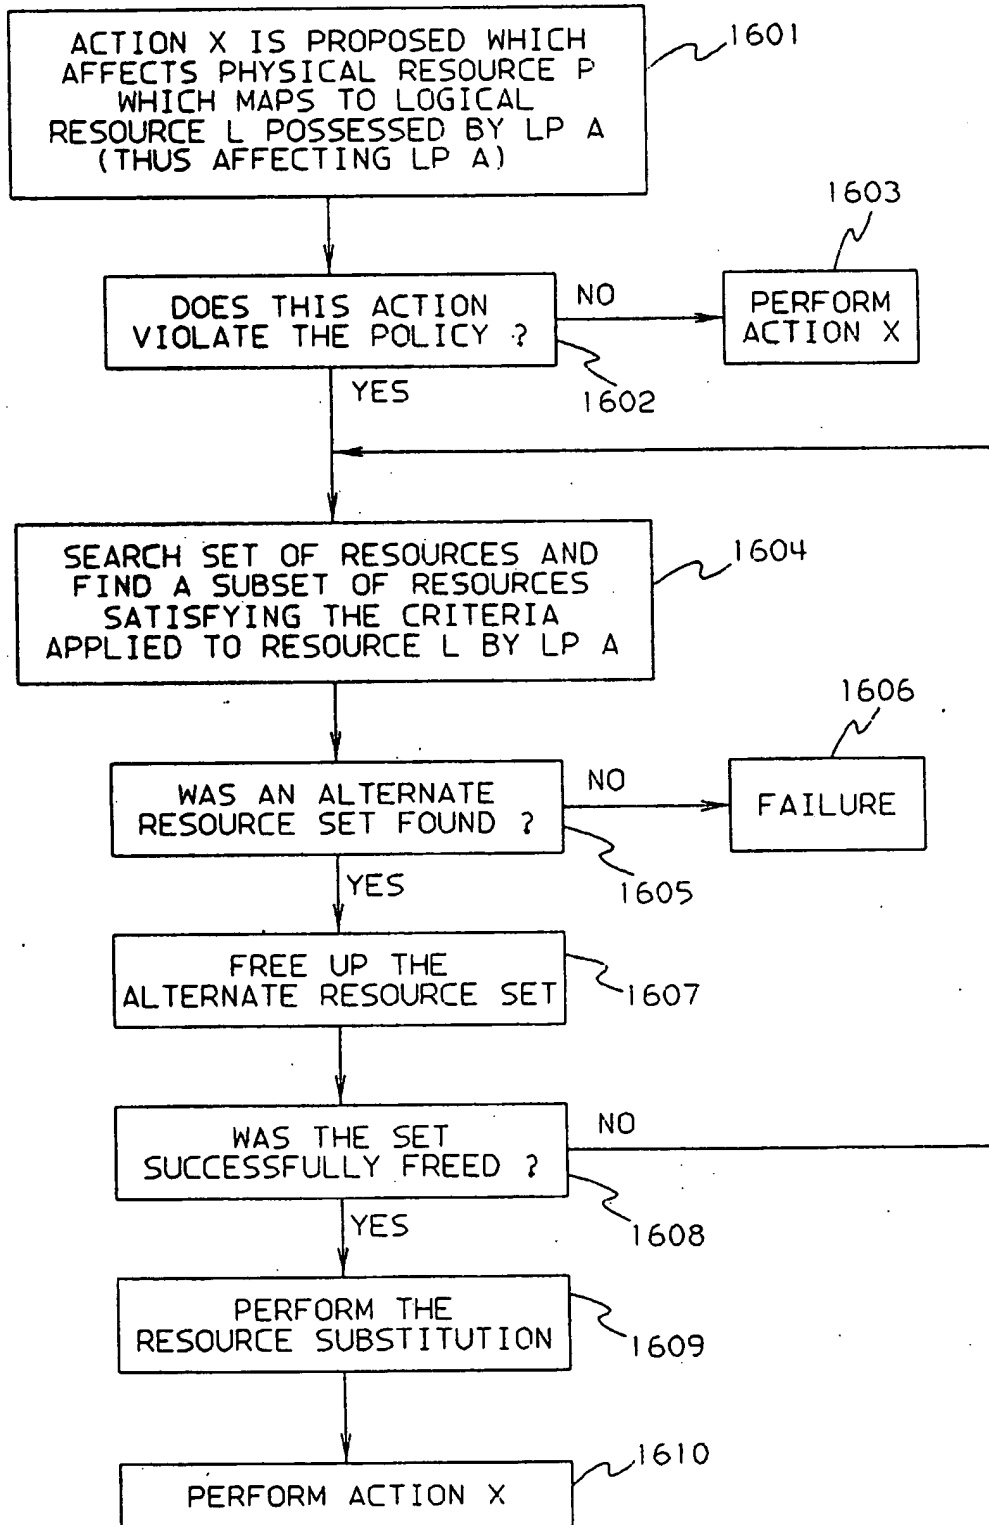 ACTION X IS PROPOSED WHICH
AFFECTS PHYSICAL RESOURCE P
WHICH MAPS TO LOGICAL
RESOURCE L POSSESSED BY LP A
(THUS AFFECTING LP A)
1601
1603
DOES THIS ACTION
VIOLATE THE POLICY ?
NO
PERFORM
ACTION X
1602
YES
SEARCH SET OF RESOURCES AND
FIND A SUBSET OF RESOURCES
SATISFYING THE CRITERIA
APPLIED TO RESOURCE L BY LP A
1604
1606
WAS AN ALTERNATE
RESOURCE SET FOUND ?
NO
FAILURE
1605
YES
FREE UP THE
ALTERNATE RESOURCE SET
1607
WAS THE SET
SUCCESSFULLY FREED ?
NO
1608
YES
PERFORM THE
RESOURCE SUBSTITUTION
1609
1610
PERFORM ACTION X